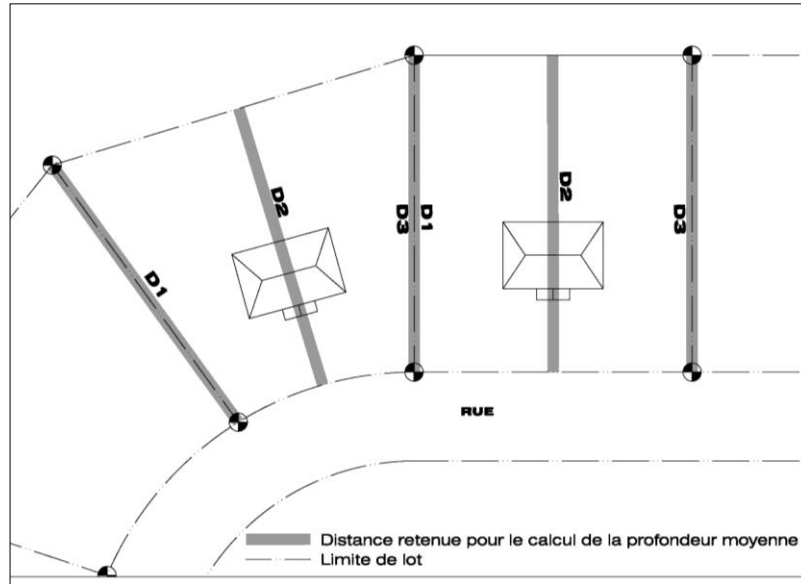 D1
D2
D3
D1
D2
D3
RUE
Distance retenue pour le calcul de la profondeur moyenne
Limite de lot